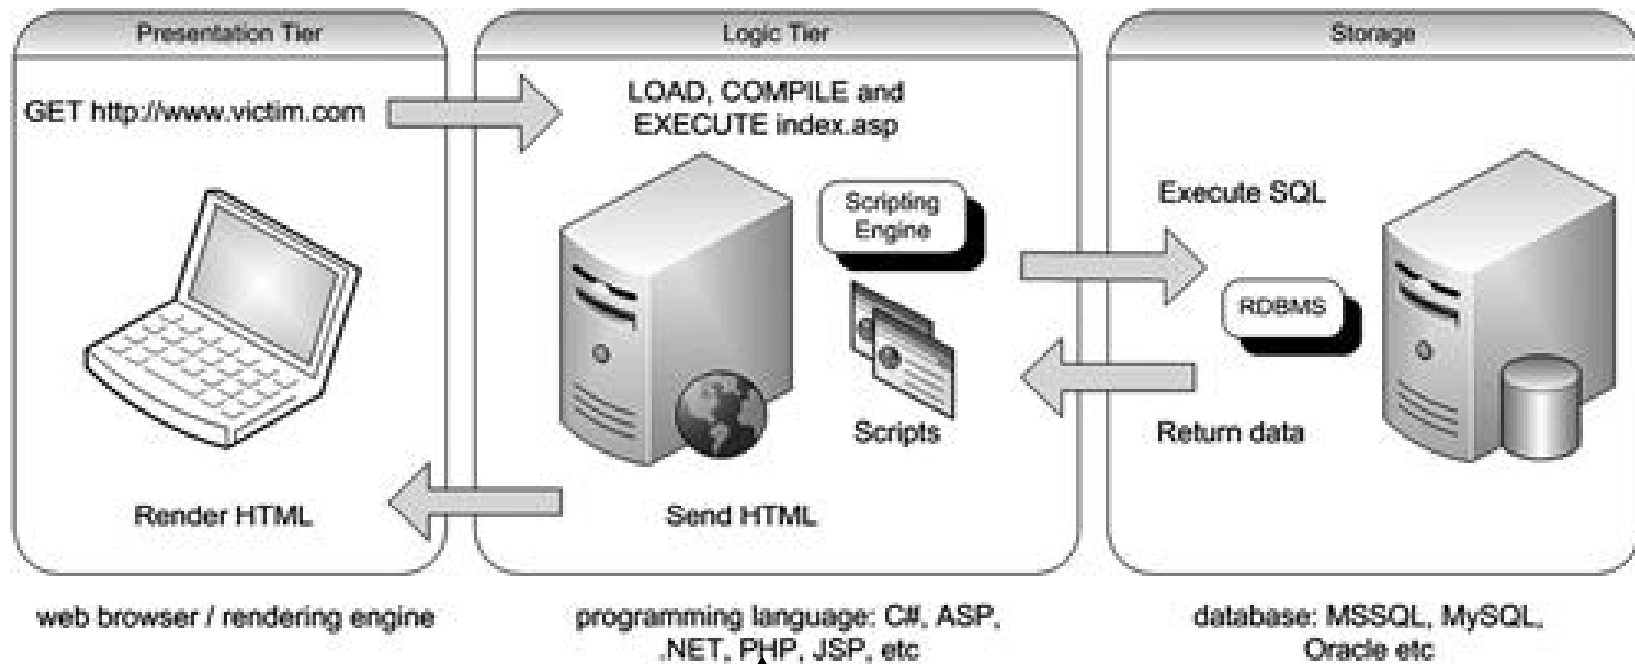 Presentation Tier
Logic Tier
Storage
GET http://www.victim.com
LOAD, COMPILE and
EXECUTE index.asp
Scripting
Engine
Scripts
Execute SQL
RDBMS
Return data
Render HTML
Send HTML
web browser / rendering engine
programming language: C#, ASP,
.NET, PHP, JSP, etc
database: MSSQL, MySQL,
Oracle etc